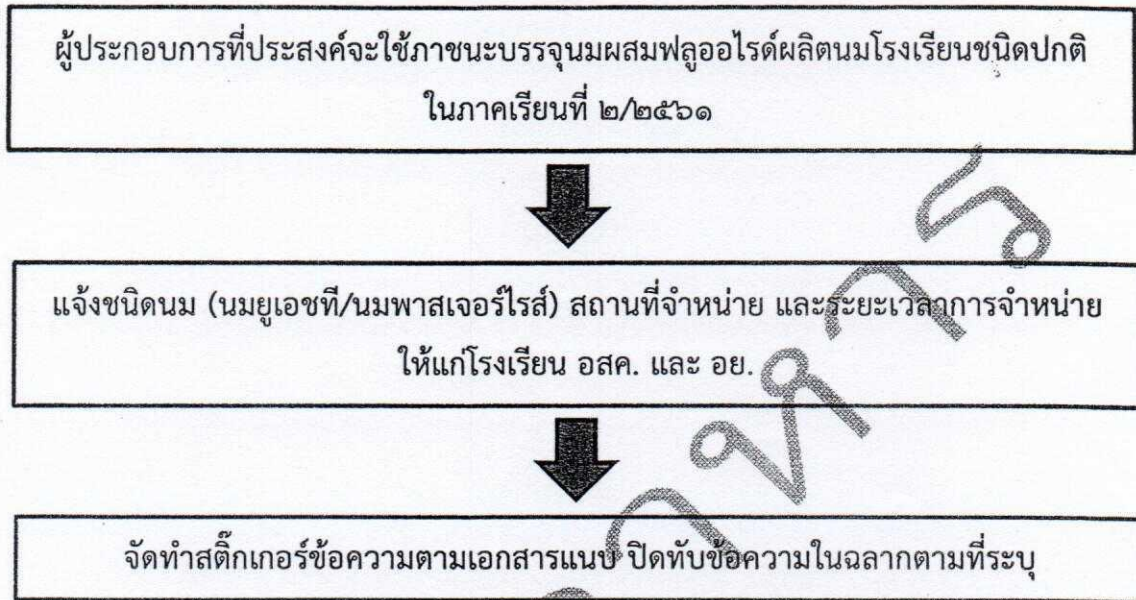 ผู้ประกอบการที่ประสงค์จะใช้ภาชนะบรรจุนมผสมฟลูออไรด์ผลิตนมโรงเรียนชนิดปกติ
ในภาคเรียนที่ ๒/๒๕๖๑
แจ้งชนิดนม (นมยูเอชที/นมพาสเจอร์ไรส์) สถานที่จำหน่าย และระยะเวลาการจำหน่าย
ให้แก่โรงเรียน อสค. และ อย.
จัดทำสติ๊กเกอร์ข้อความตามเอกสารแนบ ปิดทับข้อความในฉลากตามที่ระบุ